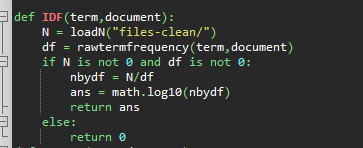 def IDF(term,document):
    N = loadN("files-clean/")
    df = rawtermfrequency(term,document)
    if N is not 0 and df is not 0:
        nbydf = N/df
        ans = math.log10(nbydf)
        return ans
    else:
        return 0